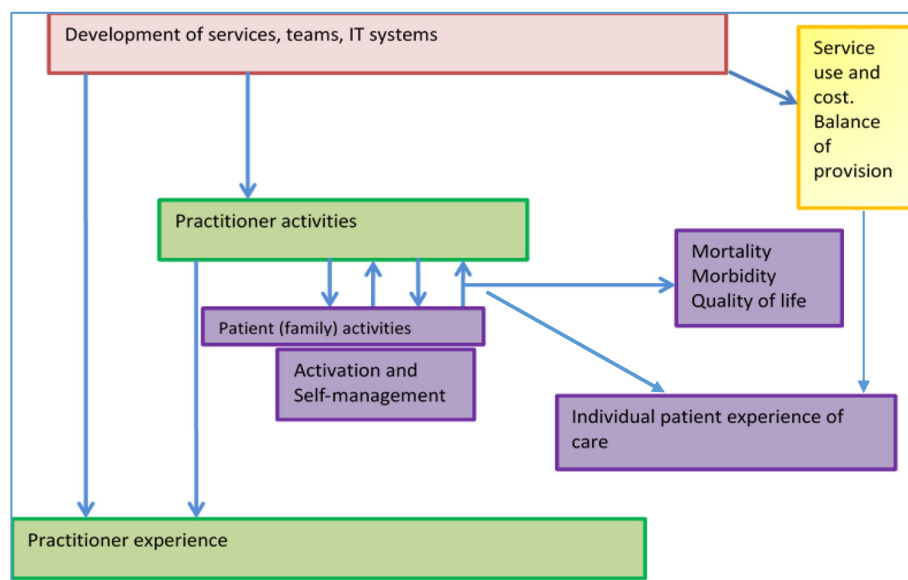 Development of services, teams, IT systems
Service
use and
cost.
Balance
of
provision
Practitioner activities
Mortality
Morbidity
Quality of life
Patient (family) activities
Activation and
Self-management
Individual patient experience of
care
Practitioner experience